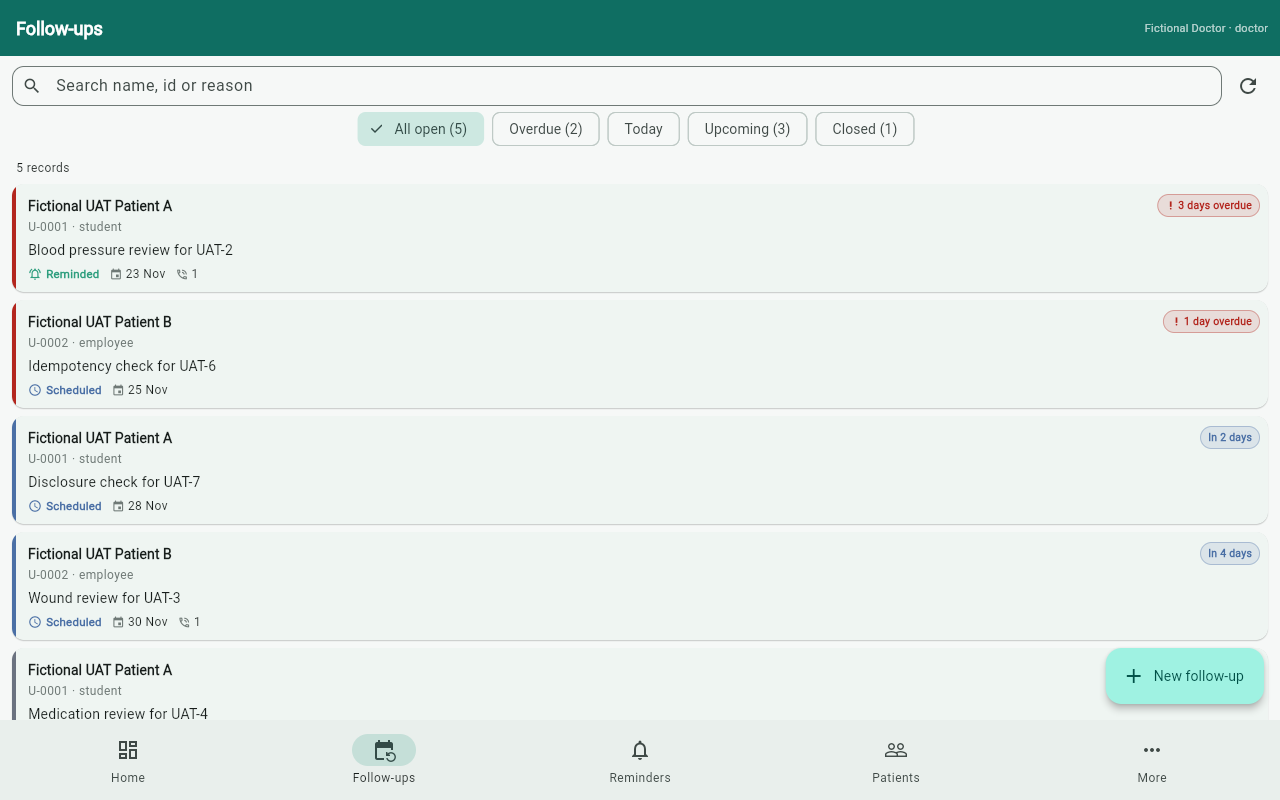 Follow-ups
Fictional Doctor · doctor
Search name, id or reason
All open (5)
Overdue (2)
Today
Upcoming (3)
Closed (1)
5 records
Fictional UAT Patient A
! 3 days overdue
U-0001 · student
Blood pressure review for UAT-2
Reminded 23 Nov 1
Fictional UAT Patient B
! 1 day overdue
U-0002 · employee
Idempotency check for UAT-6
Scheduled 25 Nov
Fictional UAT Patient A
In 2 days
U-0001 · student
Disclosure check for UAT-7
Scheduled 28 Nov
Fictional UAT Patient B
In 4 days
U-0002 · employee
Wound review for UAT-3
Scheduled 30 Nov 1
Fictional UAT Patient A
U-0001 · student
Medication review for UAT-4
New follow-up
Home
Follow-ups
Reminders
Patients
More